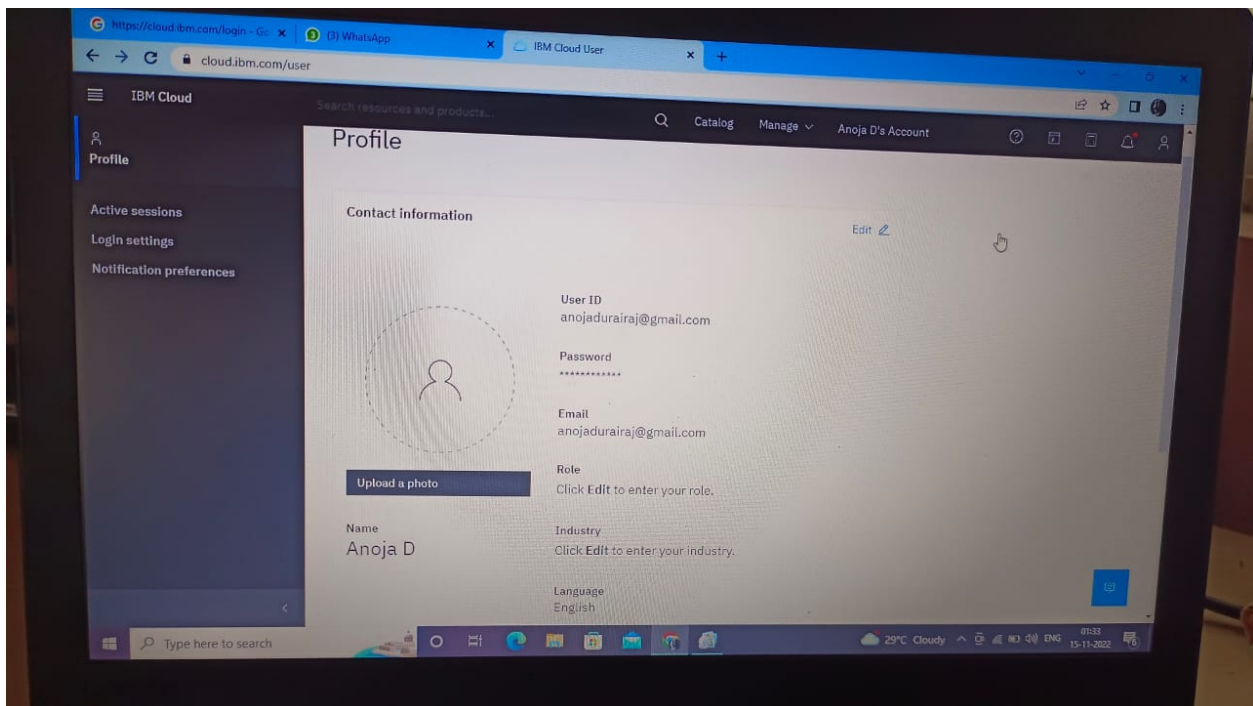 https://cloud.ibm.com/login - Go
(3) WhatsApp
IBM Cloud User
cloud.ibm.com/user
IBM Cloud
Search resources and products...
Catalog
Manage
Anoja D's Account
Profile
Profile
Active sessions
Login settings
Notification preferences
Contact information
Edit
User ID
anojadurairaj@gmail.com
Password
************
Email
anojadurairaj@gmail.com
Role
Click Edit to enter your role.
Upload a photo
Name
Anoja D
Industry
Click Edit to enter your industry.
Language
English
Type here to search
29°C Cloudy
ENG
01:33
15-11-2022